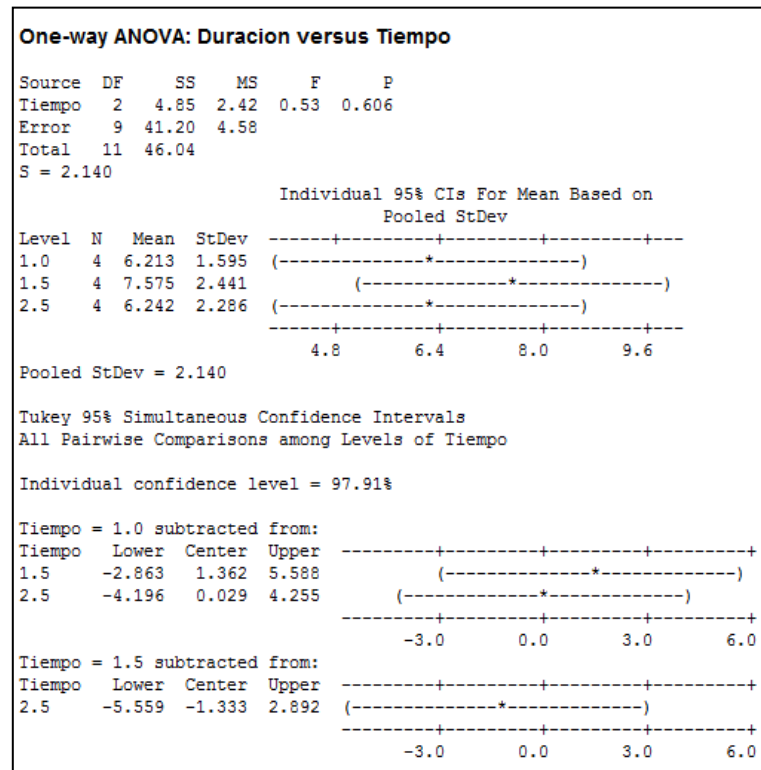 One-way ANOVA: Duracion versus Tiempo
Source  DF     SS    MS     F      P
Tiempo   2   4.85  2.42  0.53  0.606
Error    9  41.20  4.58
Total   11  46.04
S = 2.140
Individual 95% CIs For Mean Based on
Pooled StDev
Level  N   Mean  StDev  ------+---------+---------+---------+---
1.0    4  6.213  1.595  (--------------*--------------)
1.5    4  7.575  2.441          (--------------*--------------)
2.5    4  6.242  2.286  (--------------*--------------)
------+---------+---------+---------+---
4.8       6.4       8.0       9.6
Pooled StDev = 2.140
Tukey 95% Simultaneous Confidence Intervals
All Pairwise Comparisons among Levels of Tiempo
Individual confidence level = 97.91%
Tiempo = 1.0 subtracted from:
Tiempo   Lower  Center  Upper  ---------+---------+---------+---------+
1.5     -2.863   1.362  5.588           (--------------*-------------)
2.5     -4.196   0.029  4.255       (-------------*-------------)
---------+---------+---------+---------+
-3.0       0.0       3.0       6.0
Tiempo = 1.5 subtracted from:
Tiempo   Lower  Center  Upper  ---------+---------+---------+---------+
2.5     -5.559  -1.333  2.892  (--------------*-------------)
---------+---------+---------+---------+
-3.0       0.0       3.0       6.0